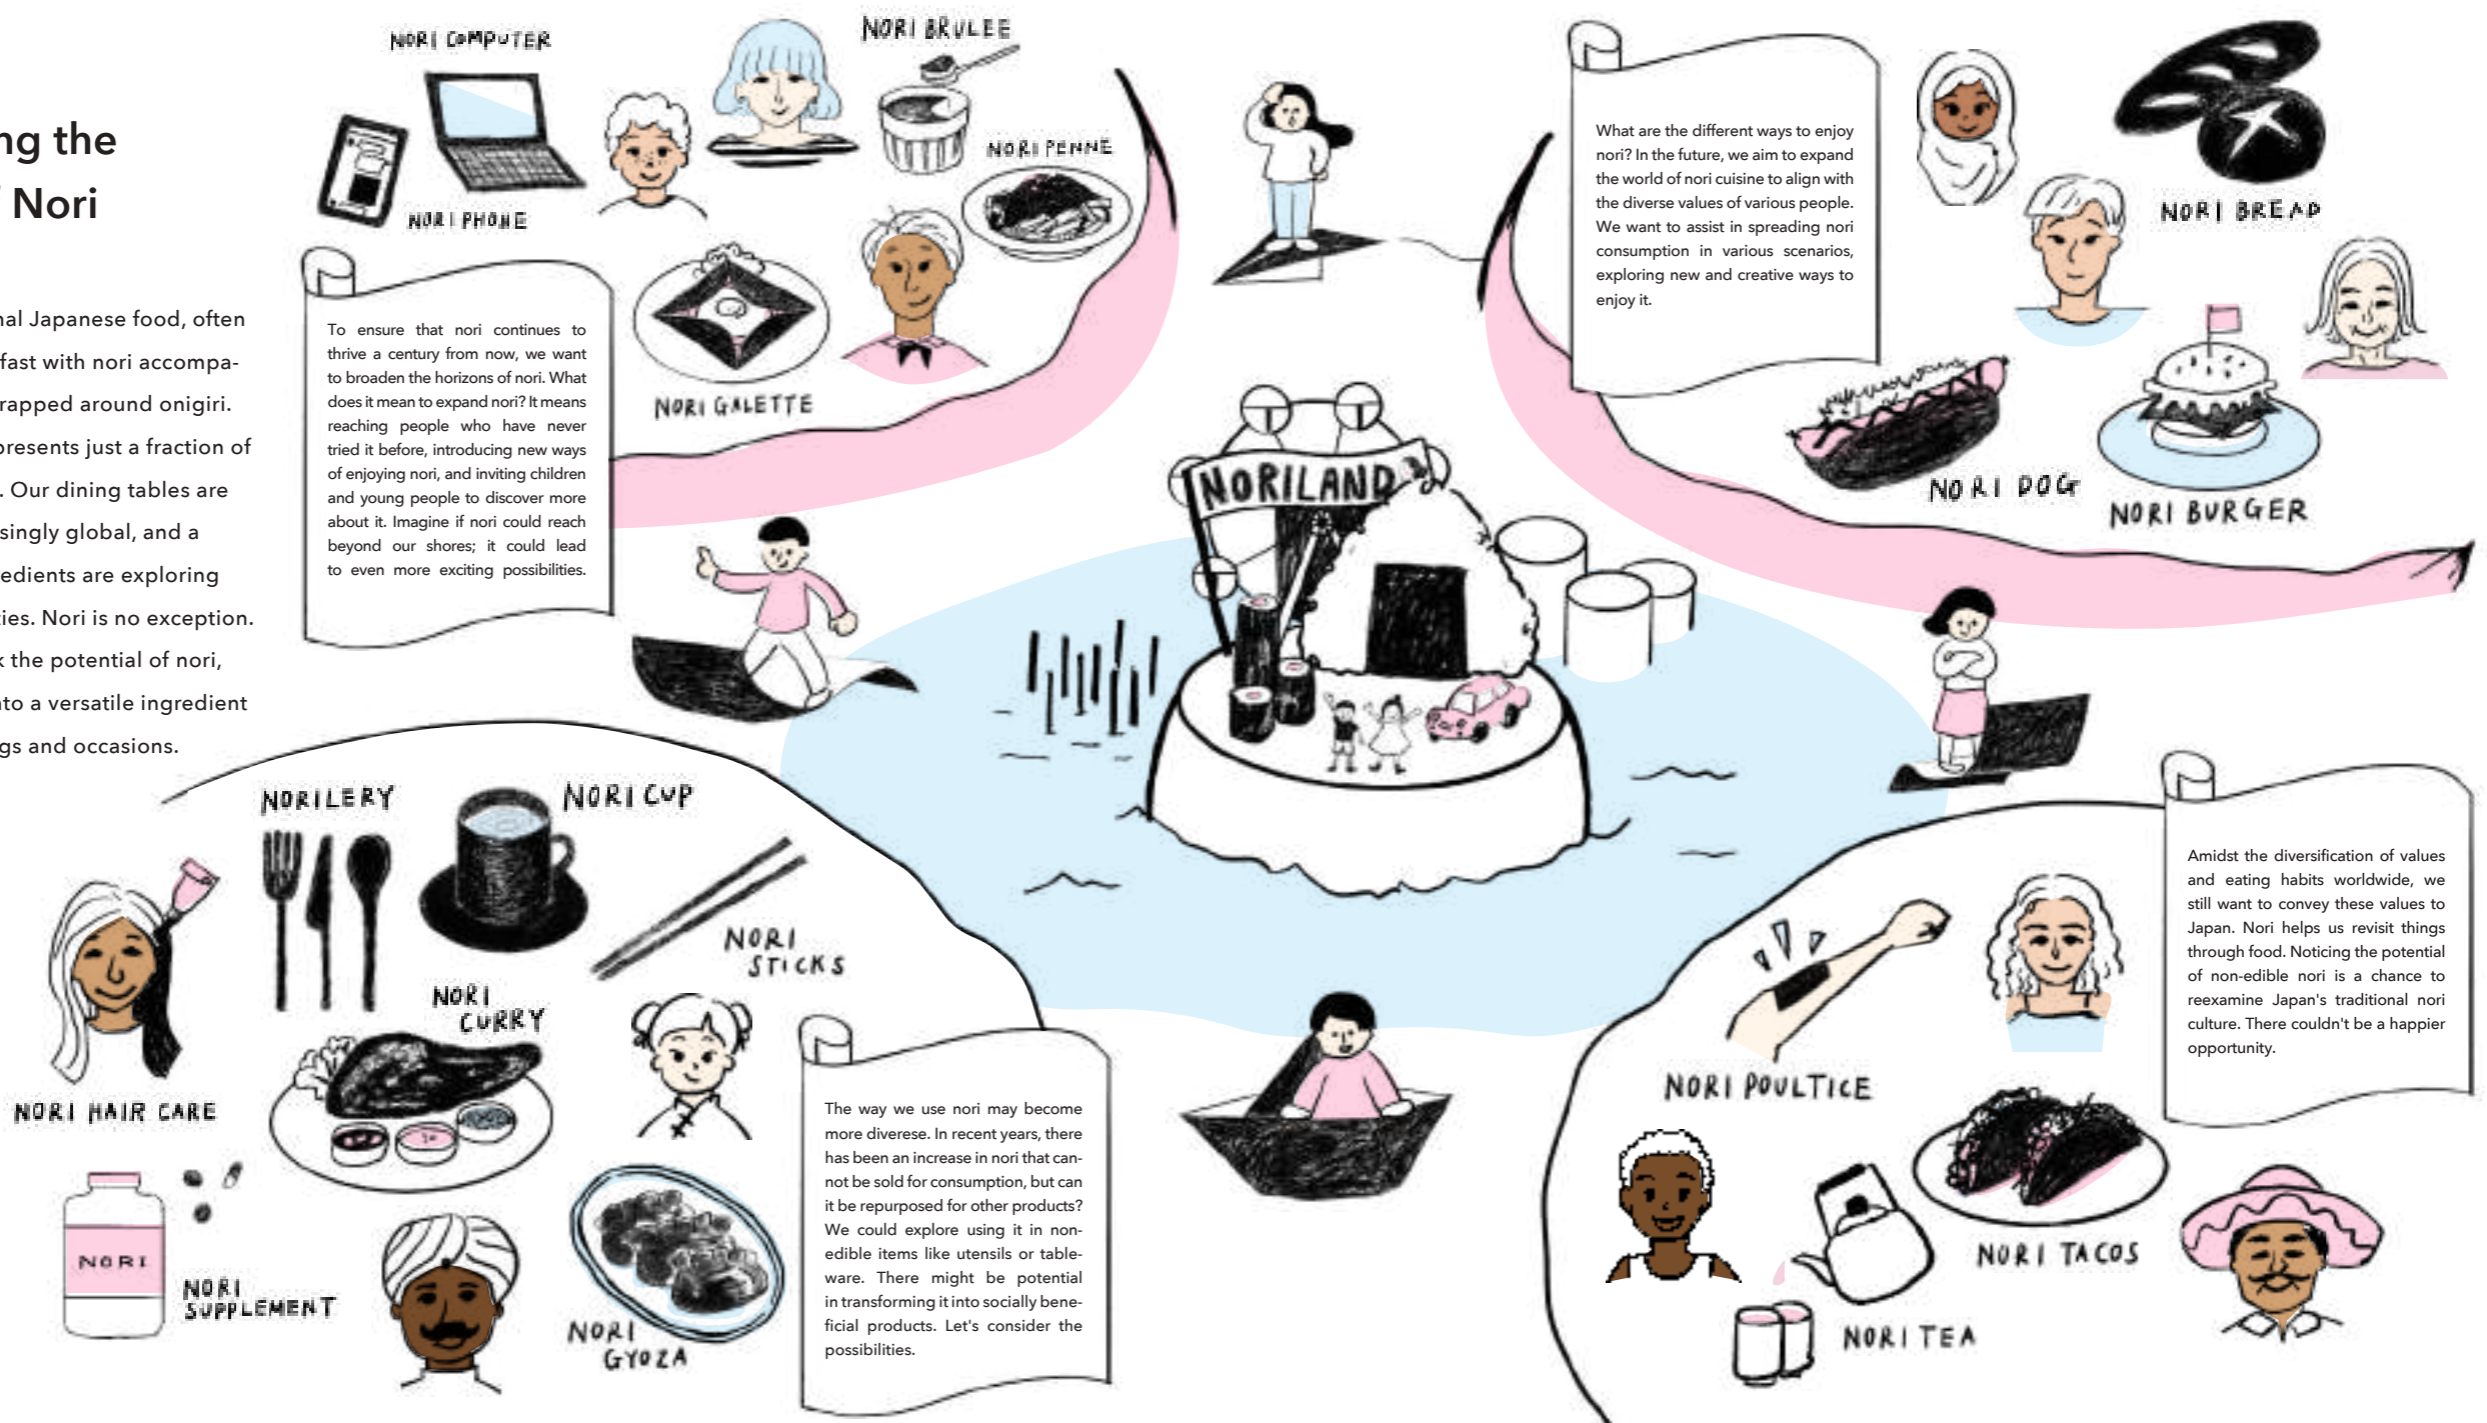 ng the
Nori
nal Japanese food, often
fast with nori accompa-
rapped around onigiri.
presents just a fraction of
. Our dining tables are
singly global, and a
edients are exploring
ties. Nori is no exception.
k the potential of nori,
nto a versatile ingredient
gs and occasions.
NORI COMPUTER
NORI PHONE
NORI BRULEE
NORI PENNE
NORI GALETTE
To ensure that nori continues to
thrive a century from now, we want
to broaden the horizons of nori. What
does it mean to expand nori? It means
reaching people who have never
tried it before, introducing new ways
of enjoying nori, and inviting children
and young people to discover more
about it. Imagine if nori could reach
beyond our shores; it could lead
to even more exciting possibilities.
What are the different ways to enjoy
nori? In the future, we aim to expand
the world of nori cuisine to align with
the diverse values of various people.
We want to assist in spreading nori
consumption in various scenarios,
exploring new and creative ways to
enjoy it.
NORI BREAD
NORI DOG
NORI BURGER
NORILAND
NORILERY
NORI CUP
NORI
STICKS
NORI
CURRY
NORI HAIR CARE
NORI
NORI
SUPPLEMENT
NORI
GYOZA
The way we use nori may become
more diverese. In recent years, there
has been an increase in nori that can-
not be sold for consumption, but can
it be repurposed for other products?
We could explore using it in non-
edible items like utensils or table-
ware. There might be potential
in transforming it into socially bene-
ficial products. Let's consider the
possibilities.
Amidst the diversification of values
and eating habits worldwide, we
still want to convey these values to
Japan. Nori helps us revisit things
through food. Noticing the potential
of non-edible nori is a chance to
reexamine Japan's traditional nori
culture. There couldn't be a happier
opportunity.
NORI POULTICE
NORI TACOS
NORI TEA